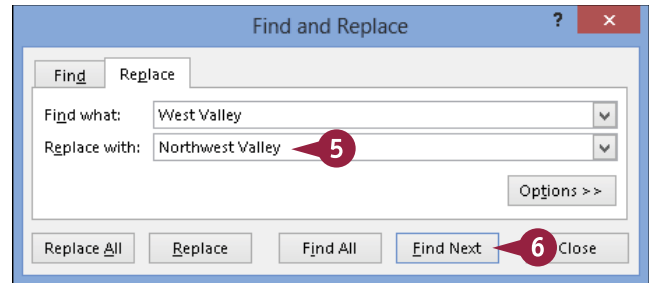 Find and Replace ? ×
Find Replace
Find what: West Valley
Replace with: Northwest Valley 5
Options >>
Replace All Replace Find All Find Next 6 Close